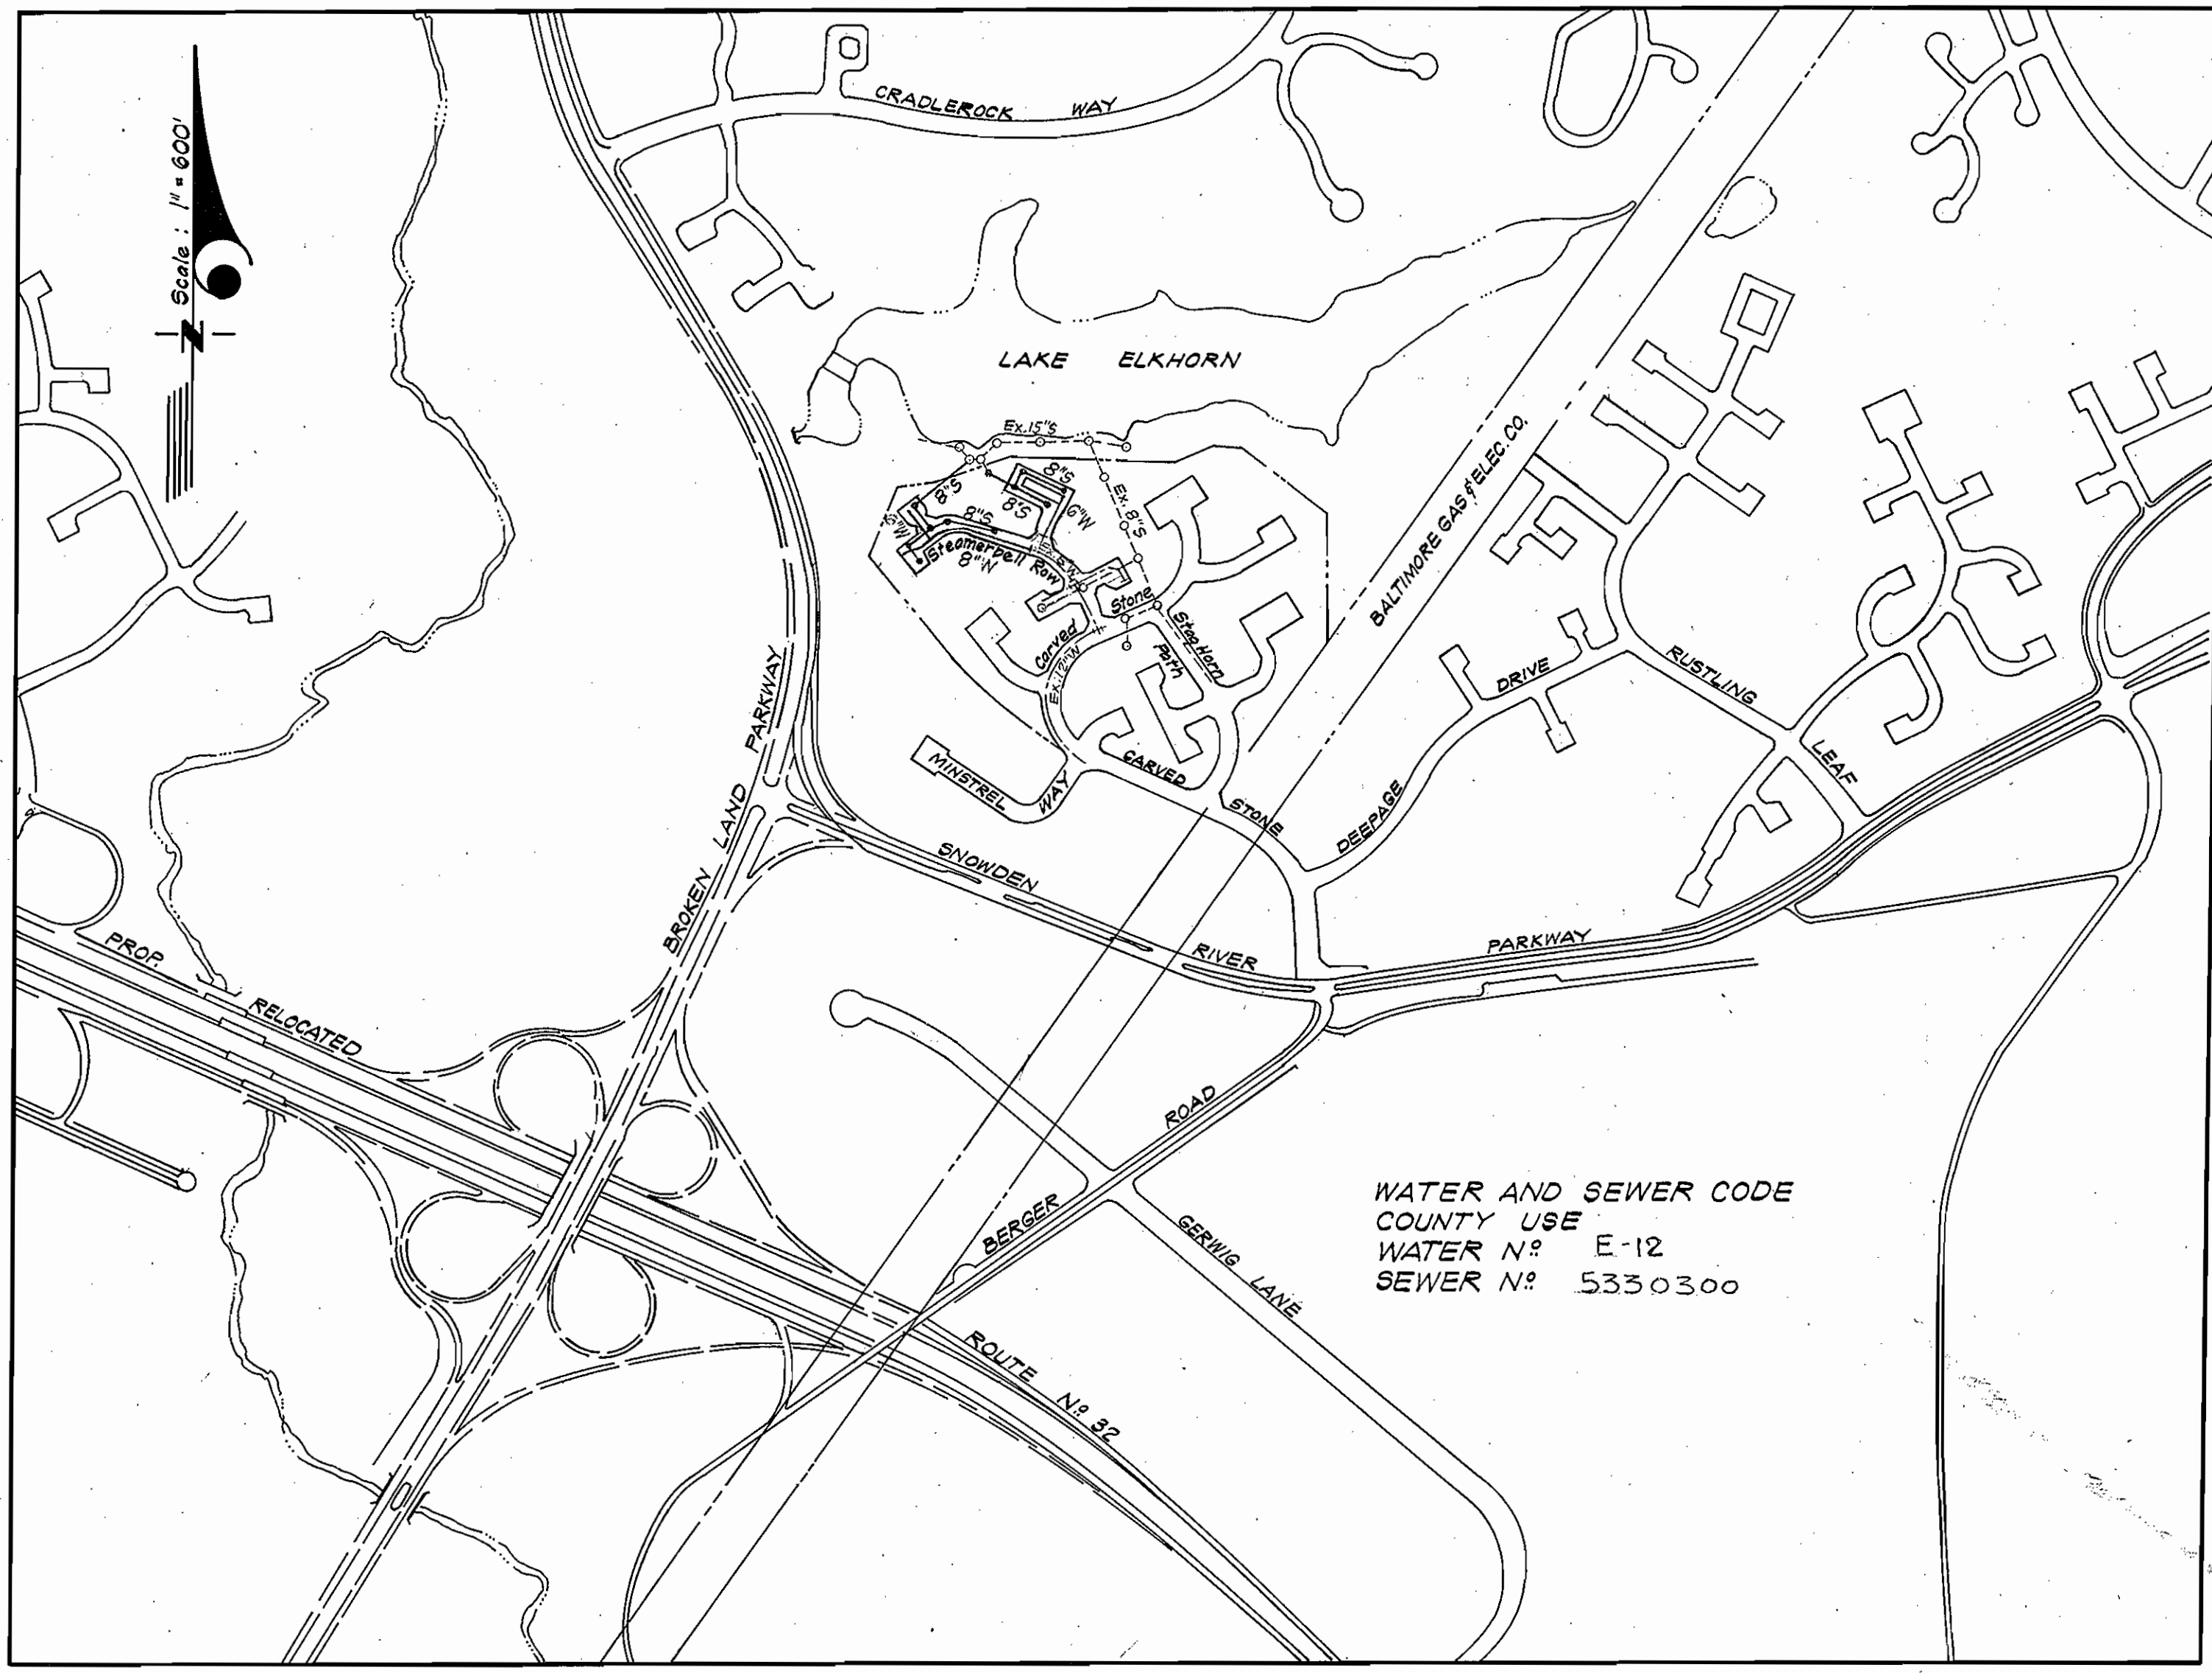 Scale : 1" = 600'
N
CRADLEROCK WAY
LAKE ELKHORN
BALTIMORE GAS & ELEC. CO.
Ex. 15"S
8"S
8"S
8"S
8"S
6"W
6"W
Ex. 8"S
Steamerbell Row
8"W
Ex. 8"W
Stone
Carved
Ex. 12"W
Stag Horn
Path
MINSTREL WAY
CARVED STONE
DEEPAGE DRIVE
RUSTLING LEAF
BROKEN LAND PARKWAY
SNOWDEN RIVER PARKWAY
PROP. RELOCATED ROUTE Nº 32
BERGER ROAD
GERWIG LANE
WATER AND SEWER CODE
COUNTY USE
WATER Nº E-12
SEWER Nº 5330300